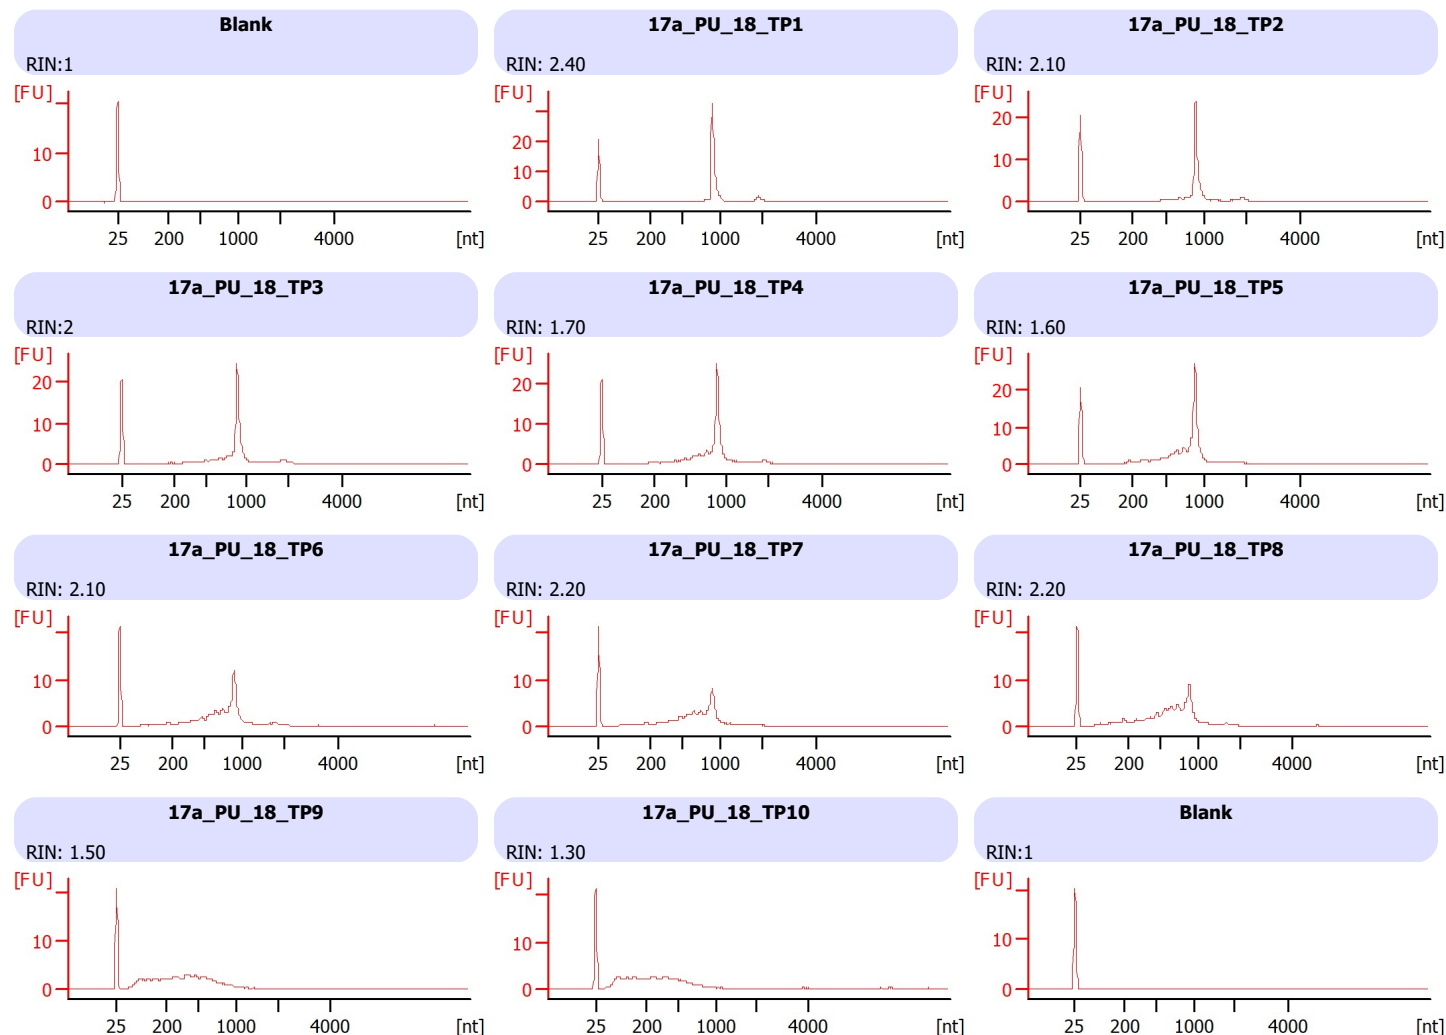 Blank
RIN:1
[FU]
10
0
25 200 1000 4000 [nt]
17a_PU_18_TP1
RIN: 2.40
[FU]
20
10
0
25 200 1000 4000 [nt]
17a_PU_18_TP2
RIN: 2.10
[FU]
20
10
0
25 200 1000 4000 [nt]
17a_PU_18_TP3
RIN:2
[FU]
20
10
0
25 200 1000 4000 [nt]
17a_PU_18_TP4
RIN: 1.70
[FU]
20
10
0
25 200 1000 4000 [nt]
17a_PU_18_TP5
RIN: 1.60
[FU]
20
10
0
25 200 1000 4000 [nt]
17a_PU_18_TP6
RIN: 2.10
[FU]
10
0
25 200 1000 4000 [nt]
17a_PU_18_TP7
RIN: 2.20
[FU]
10
0
25 200 1000 4000 [nt]
17a_PU_18_TP8
RIN: 2.20
[FU]
10
0
25 200 1000 4000 [nt]
17a_PU_18_TP9
RIN: 1.50
[FU]
10
0
25 200 1000 4000 [nt]
17a_PU_18_TP10
RIN: 1.30
[FU]
10
0
25 200 1000 4000 [nt]
Blank
RIN:1
[FU]
10
0
25 200 1000 4000 [nt]